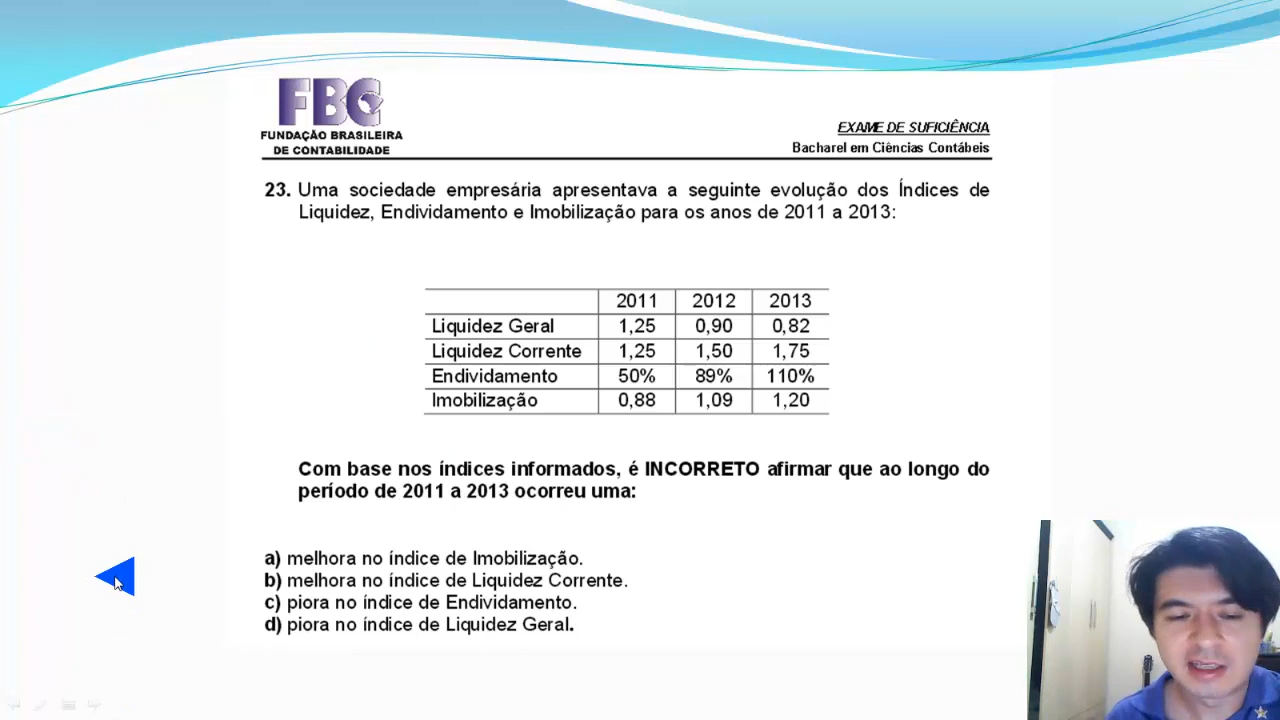 FBC
FUNDAÇÃO BRASILEIRA
DE CONTABILIDADE
EXAME DE SUFICIÊNCIA
Bacharel em Ciências Contábeis
23. Uma sociedade empresária apresentava a seguinte evolução dos Índices de
Liquidez, Endividamento e Imobilização para os anos de 2011 a 2013:
2011 2012 2013
Liquidez Geral 1,25 0,90 0,82
Liquidez Corrente 1,25 1,50 1,75
Endividamento 50% 89% 110%
Imobilização 0,88 1,09 1,20
Com base nos índices informados, é INCORRETO afirmar que ao longo do
período de 2011 a 2013 ocorreu uma:
a) melhora no índice de Imobilização.
b) melhora no índice de Liquidez Corrente.
c) piora no índice de Endividamento.
d) piora no índice de Liquidez Geral.